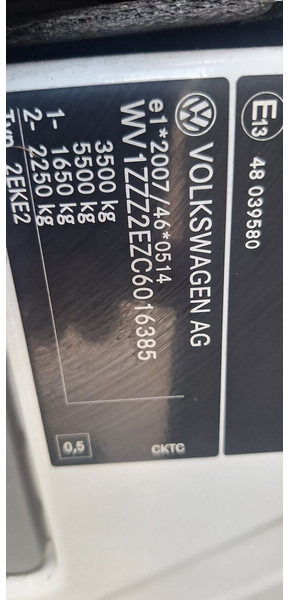 E13
48 039580
VOLKSWAGEN AG
e1*2007/46*0514
WV1ZZZ2EZC6016385
3500 kg
5500 kg
1- 1650 kg
2- 2250 kg
Typ 2EKE2
0,5
CKTC